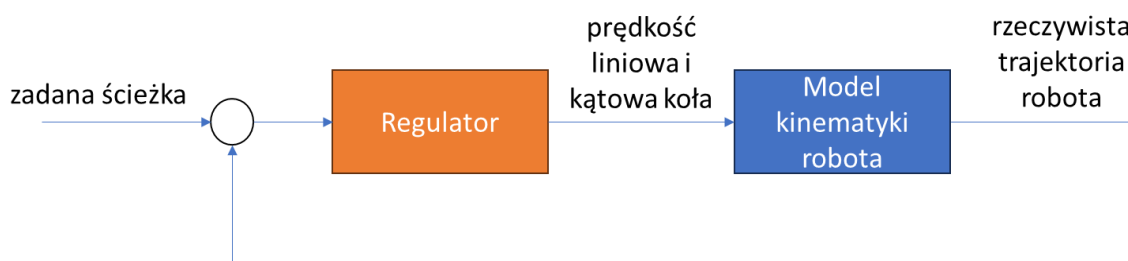 zadana ścieżka
Regulator
prędkość
liniowa i
kątowa koła
Model
kinematyki
robota
rzeczywista
trajektoria
robota